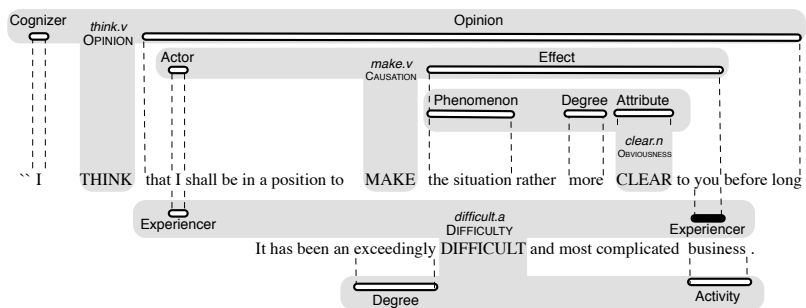 Cognizer Opinion
think.v
OPINION
Actor Effect
make.v
CAUSATION
Phenomenon Degree Attribute
clear.n
OBVIOUSNESS
`` I THINK that I shall be in a position to MAKE the situation rather more CLEAR to you before long
Experiencer difficult.a Experiencer
DIFFICULTY
It has been an exceedingly DIFFICULT and most complicated business .
Degree Activity